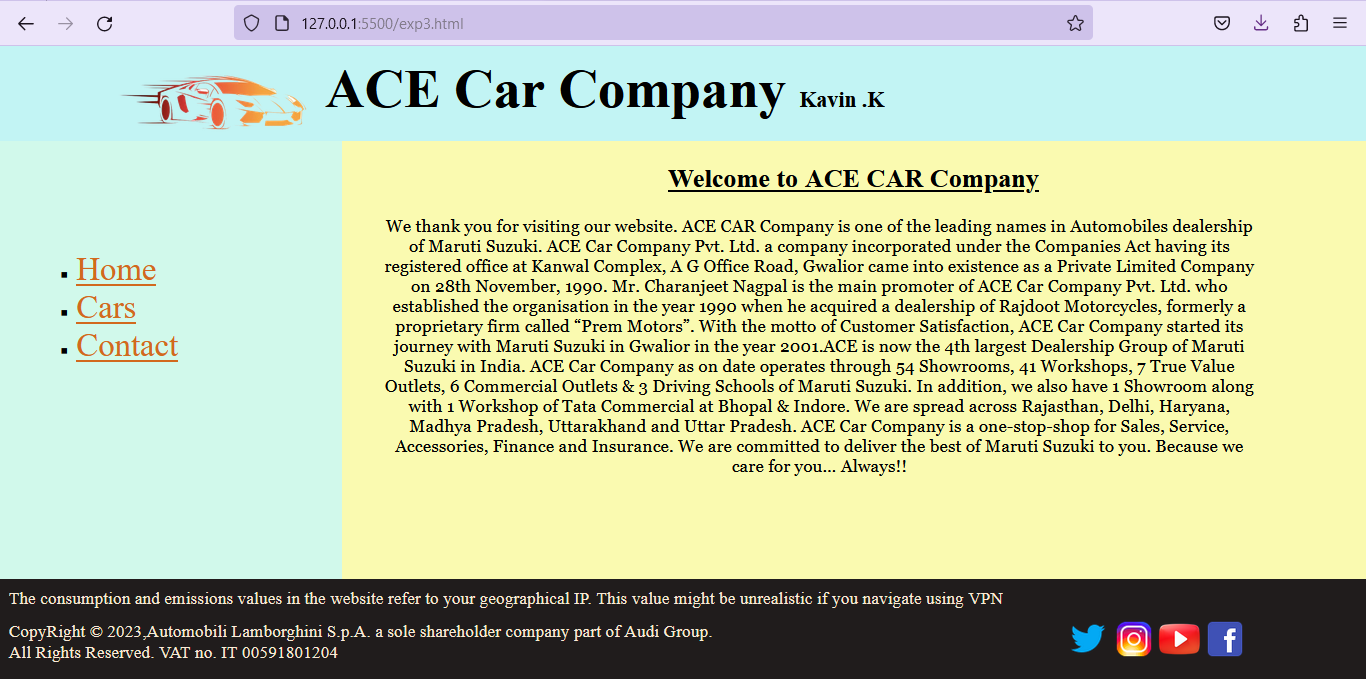 127.0.0.1:5500/exp3.html
ACE Car Company Kavin .K
Welcome to ACE CAR Company
We thank you for visiting our website. ACE CAR Company is one of the leading names in Automobiles dealership
of Maruti Suzuki. ACE Car Company Pvt. Ltd. a company incorporated under the Companies Act having its
registered office at Kanwal Complex, A G Office Road, Gwalior came into existence as a Private Limited Company
on 28th November, 1990. Mr. Charanjeet Nagpal is the main promoter of ACE Car Company Pvt. Ltd. who
established the organisation in the year 1990 when he acquired a dealership of Rajdoot Motorcycles, formerly a
proprietary firm called “Prem Motors”. With the motto of Customer Satisfaction, ACE Car Company started its
journey with Maruti Suzuki in Gwalior in the year 2001.ACE is now the 4th largest Dealership Group of Maruti
Suzuki in India. ACE Car Company as on date operates through 54 Showrooms, 41 Workshops, 7 True Value
Outlets, 6 Commercial Outlets & 3 Driving Schools of Maruti Suzuki. In addition, we also have 1 Showroom along
with 1 Workshop of Tata Commercial at Bhopal & Indore. We are spread across Rajasthan, Delhi, Haryana,
Madhya Pradesh, Uttarakhand and Uttar Pradesh. ACE Car Company is a one-stop-shop for Sales, Service,
Accessories, Finance and Insurance. We are committed to deliver the best of Maruti Suzuki to you. Because we
care for you... Always!!
Home
Cars
Contact
The consumption and emissions values in the website refer to your geographical IP. This value might be unrealistic if you navigate using VPN
CopyRight © 2023,Automobili Lamborghini S.p.A. a sole shareholder company part of Audi Group.
All Rights Reserved. VAT no. IT 00591801204